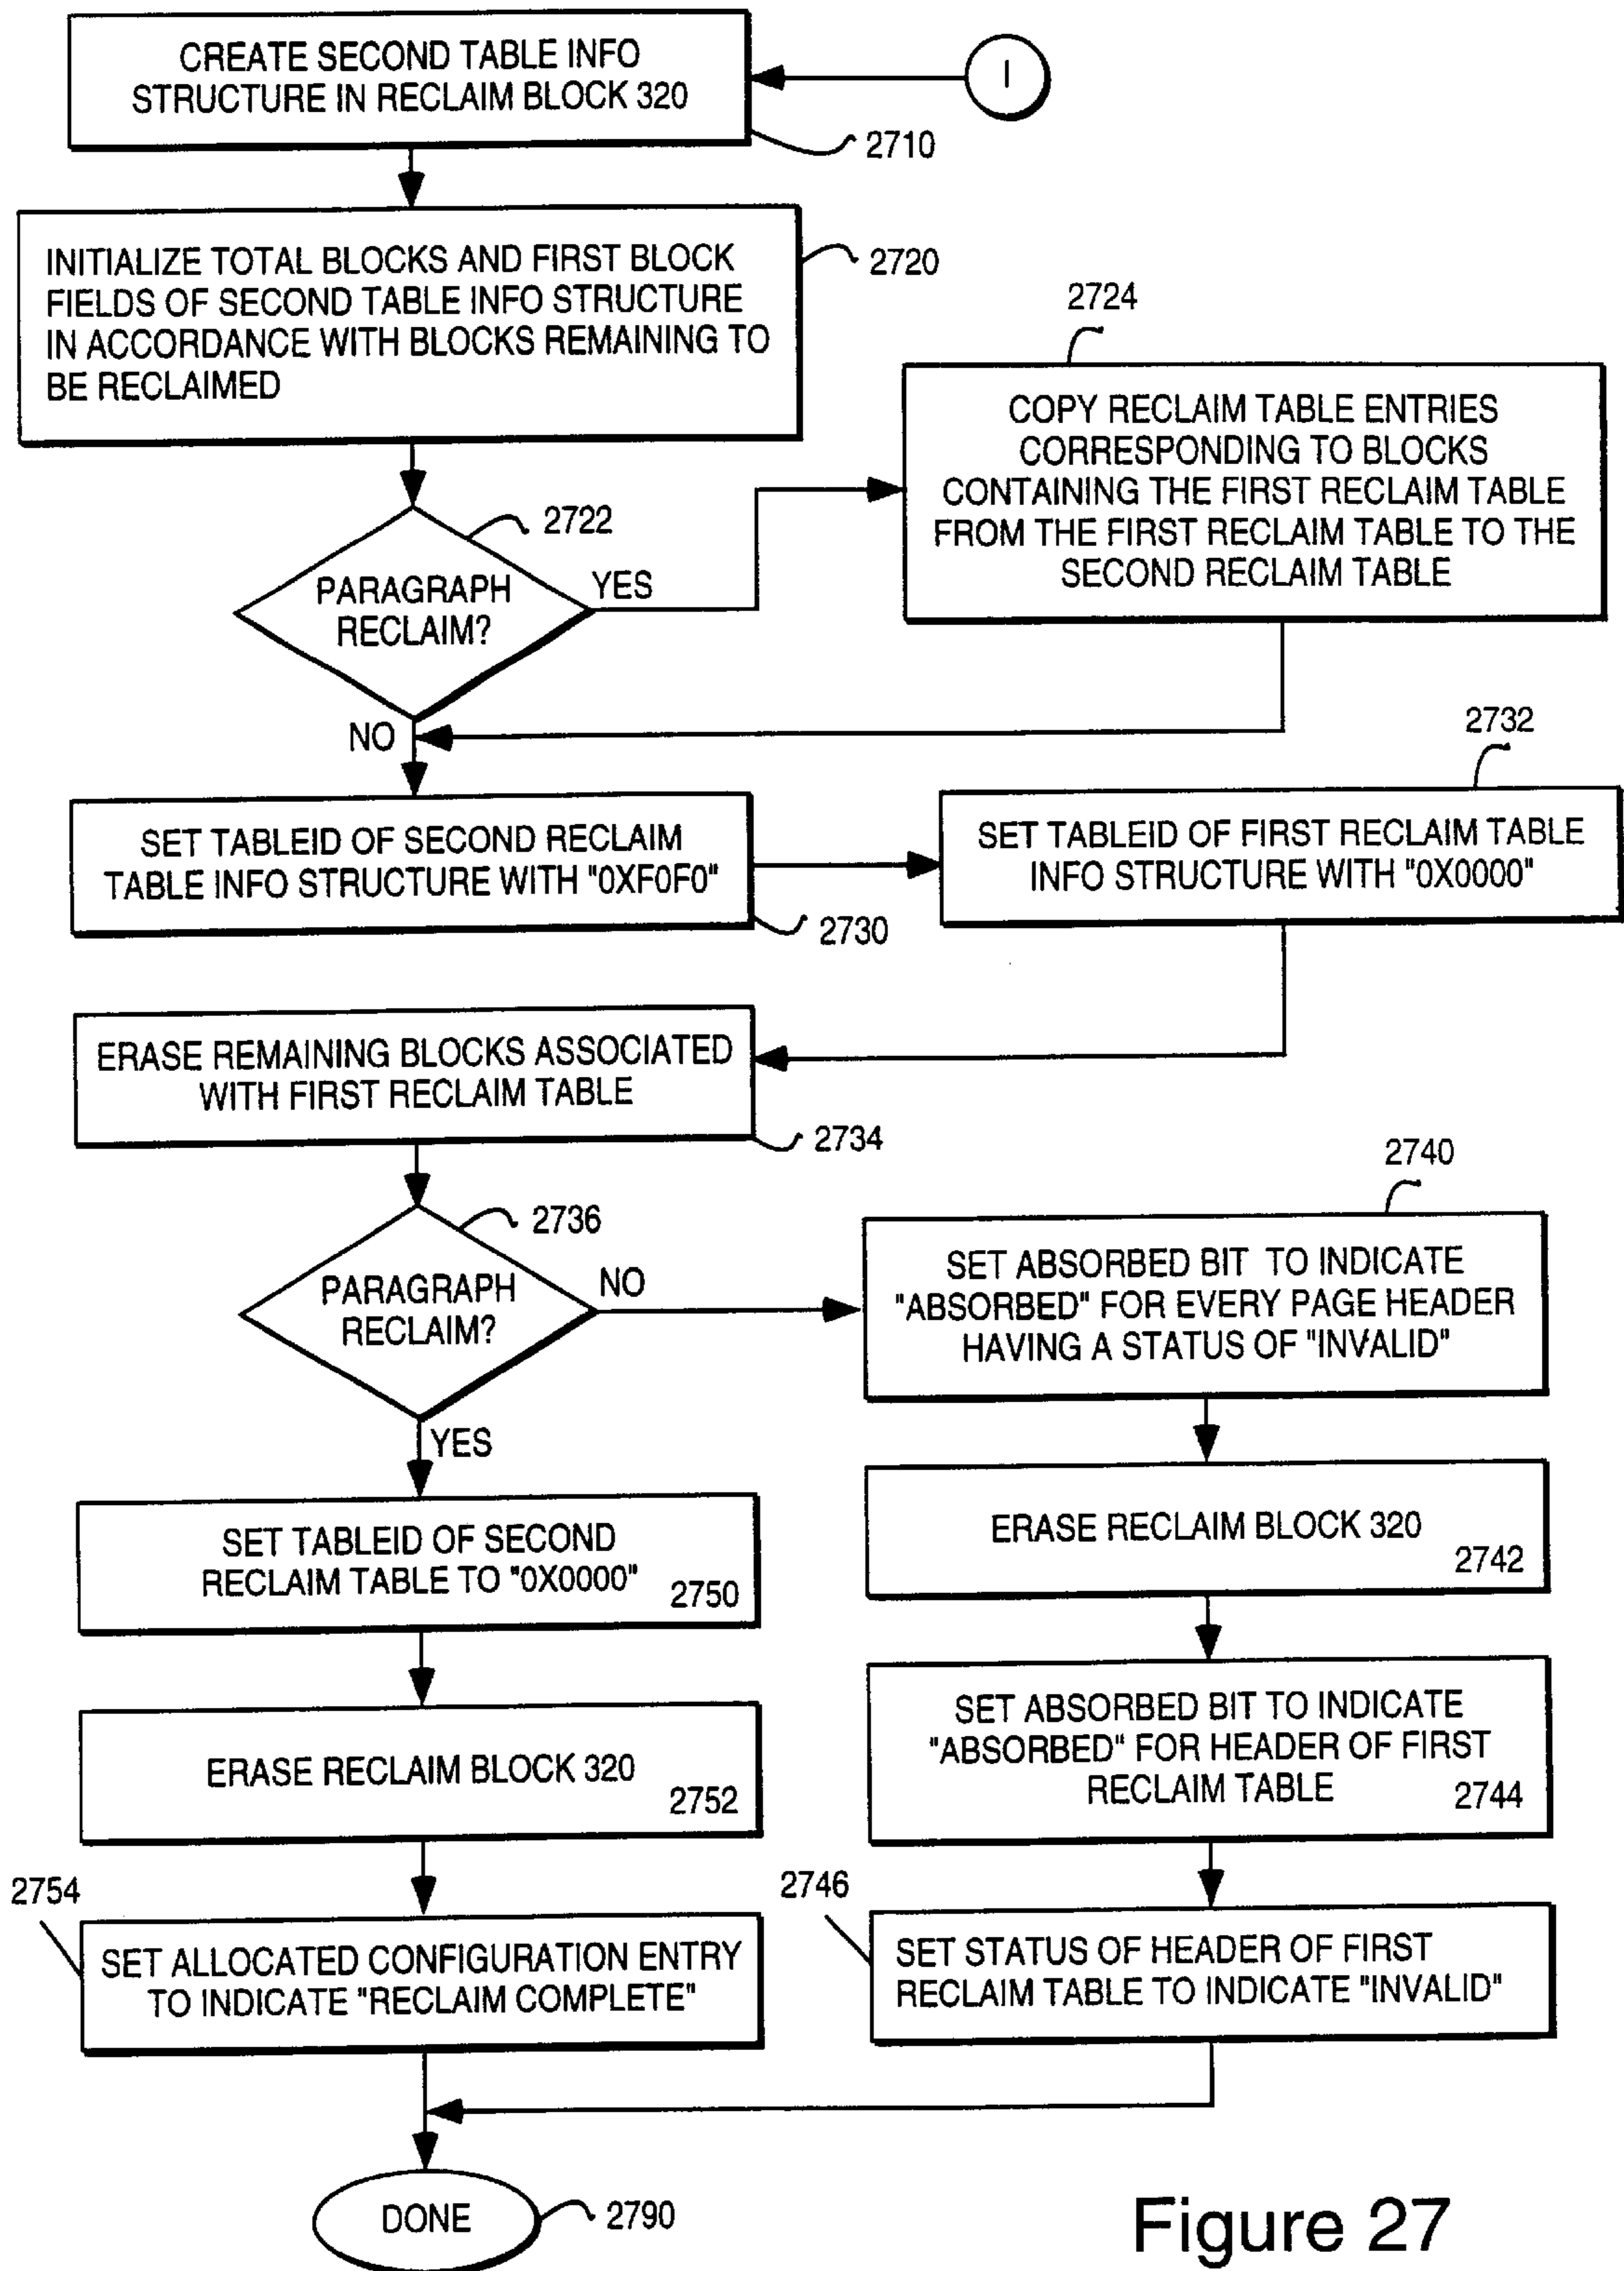 CREATE SECOND TABLE INFO
STRUCTURE IN RECLAIM BLOCK 320
I
2710
INITIALIZE TOTAL BLOCKS AND FIRST BLOCK
FIELDS OF SECOND TABLE INFO STRUCTURE
IN ACCORDANCE WITH BLOCKS REMAINING TO
BE RECLAIMED
2720
2722
PARAGRAPH
RECLAIM?
YES
NO
2724
COPY RECLAIM TABLE ENTRIES
CORRESPONDING TO BLOCKS
CONTAINING THE FIRST RECLAIM TABLE
FROM THE FIRST RECLAIM TABLE TO THE
SECOND RECLAIM TABLE
SET TABLEID OF SECOND RECLAIM
TABLE INFO STRUCTURE WITH "0XF0F0"
2730
2732
SET TABLEID OF FIRST RECLAIM TABLE
INFO STRUCTURE WITH "0X0000"
ERASE REMAINING BLOCKS ASSOCIATED
WITH FIRST RECLAIM TABLE
2734
2736
PARAGRAPH
RECLAIM?
NO
YES
2740
SET ABSORBED BIT TO INDICATE
"ABSORBED" FOR EVERY PAGE HEADER
HAVING A STATUS OF "INVALID"
ERASE RECLAIM BLOCK 320
2742
SET ABSORBED BIT TO INDICATE
"ABSORBED" FOR HEADER OF FIRST
RECLAIM TABLE
2744
2746
SET STATUS OF HEADER OF FIRST
RECLAIM TABLE TO INDICATE "INVALID"
SET TABLEID OF SECOND
RECLAIM TABLE TO "0X0000"
2750
ERASE RECLAIM BLOCK 320
2752
2754
SET ALLOCATED CONFIGURATION ENTRY
TO INDICATE "RECLAIM COMPLETE"
DONE
2790
Figure 27